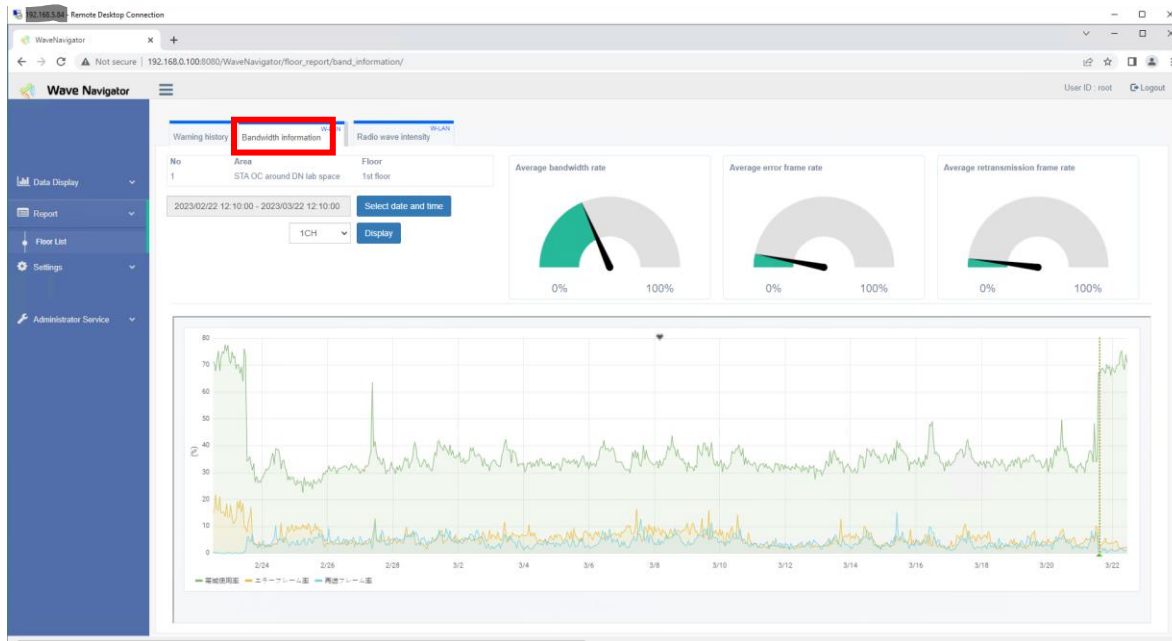 192.168.5.84 - Remote Desktop Connection
WaveNavigator
Not secure | 192.168.0.100:8080/WaveNavigator/floor_report/band_information/
Wave Navigator
User ID : root
Logout
Warning history
Bandwidth information
W-LAN
Radio wave intensity
W-LAN
No Area Floor
1 STA OC around DN lab space 1st floor
2023/02/22 12:10:00 - 2023/03/22 12:10:00
Select date and time
1CH
Display
Data Display
Report
Floor List
Settings
Administrator Service
Average bandwidth rate
0% 100%
Average error frame rate
0% 100%
Average retransmission frame rate
0% 100%
80
70
60
50
40
30
20
10
0
(%)
2/24 2/26 2/28 3/2 3/4 3/6 3/8 3/10 3/12 3/14 3/16 3/18 3/20 3/22
帯域使用率 エラーフレーム率 再送フレーム率